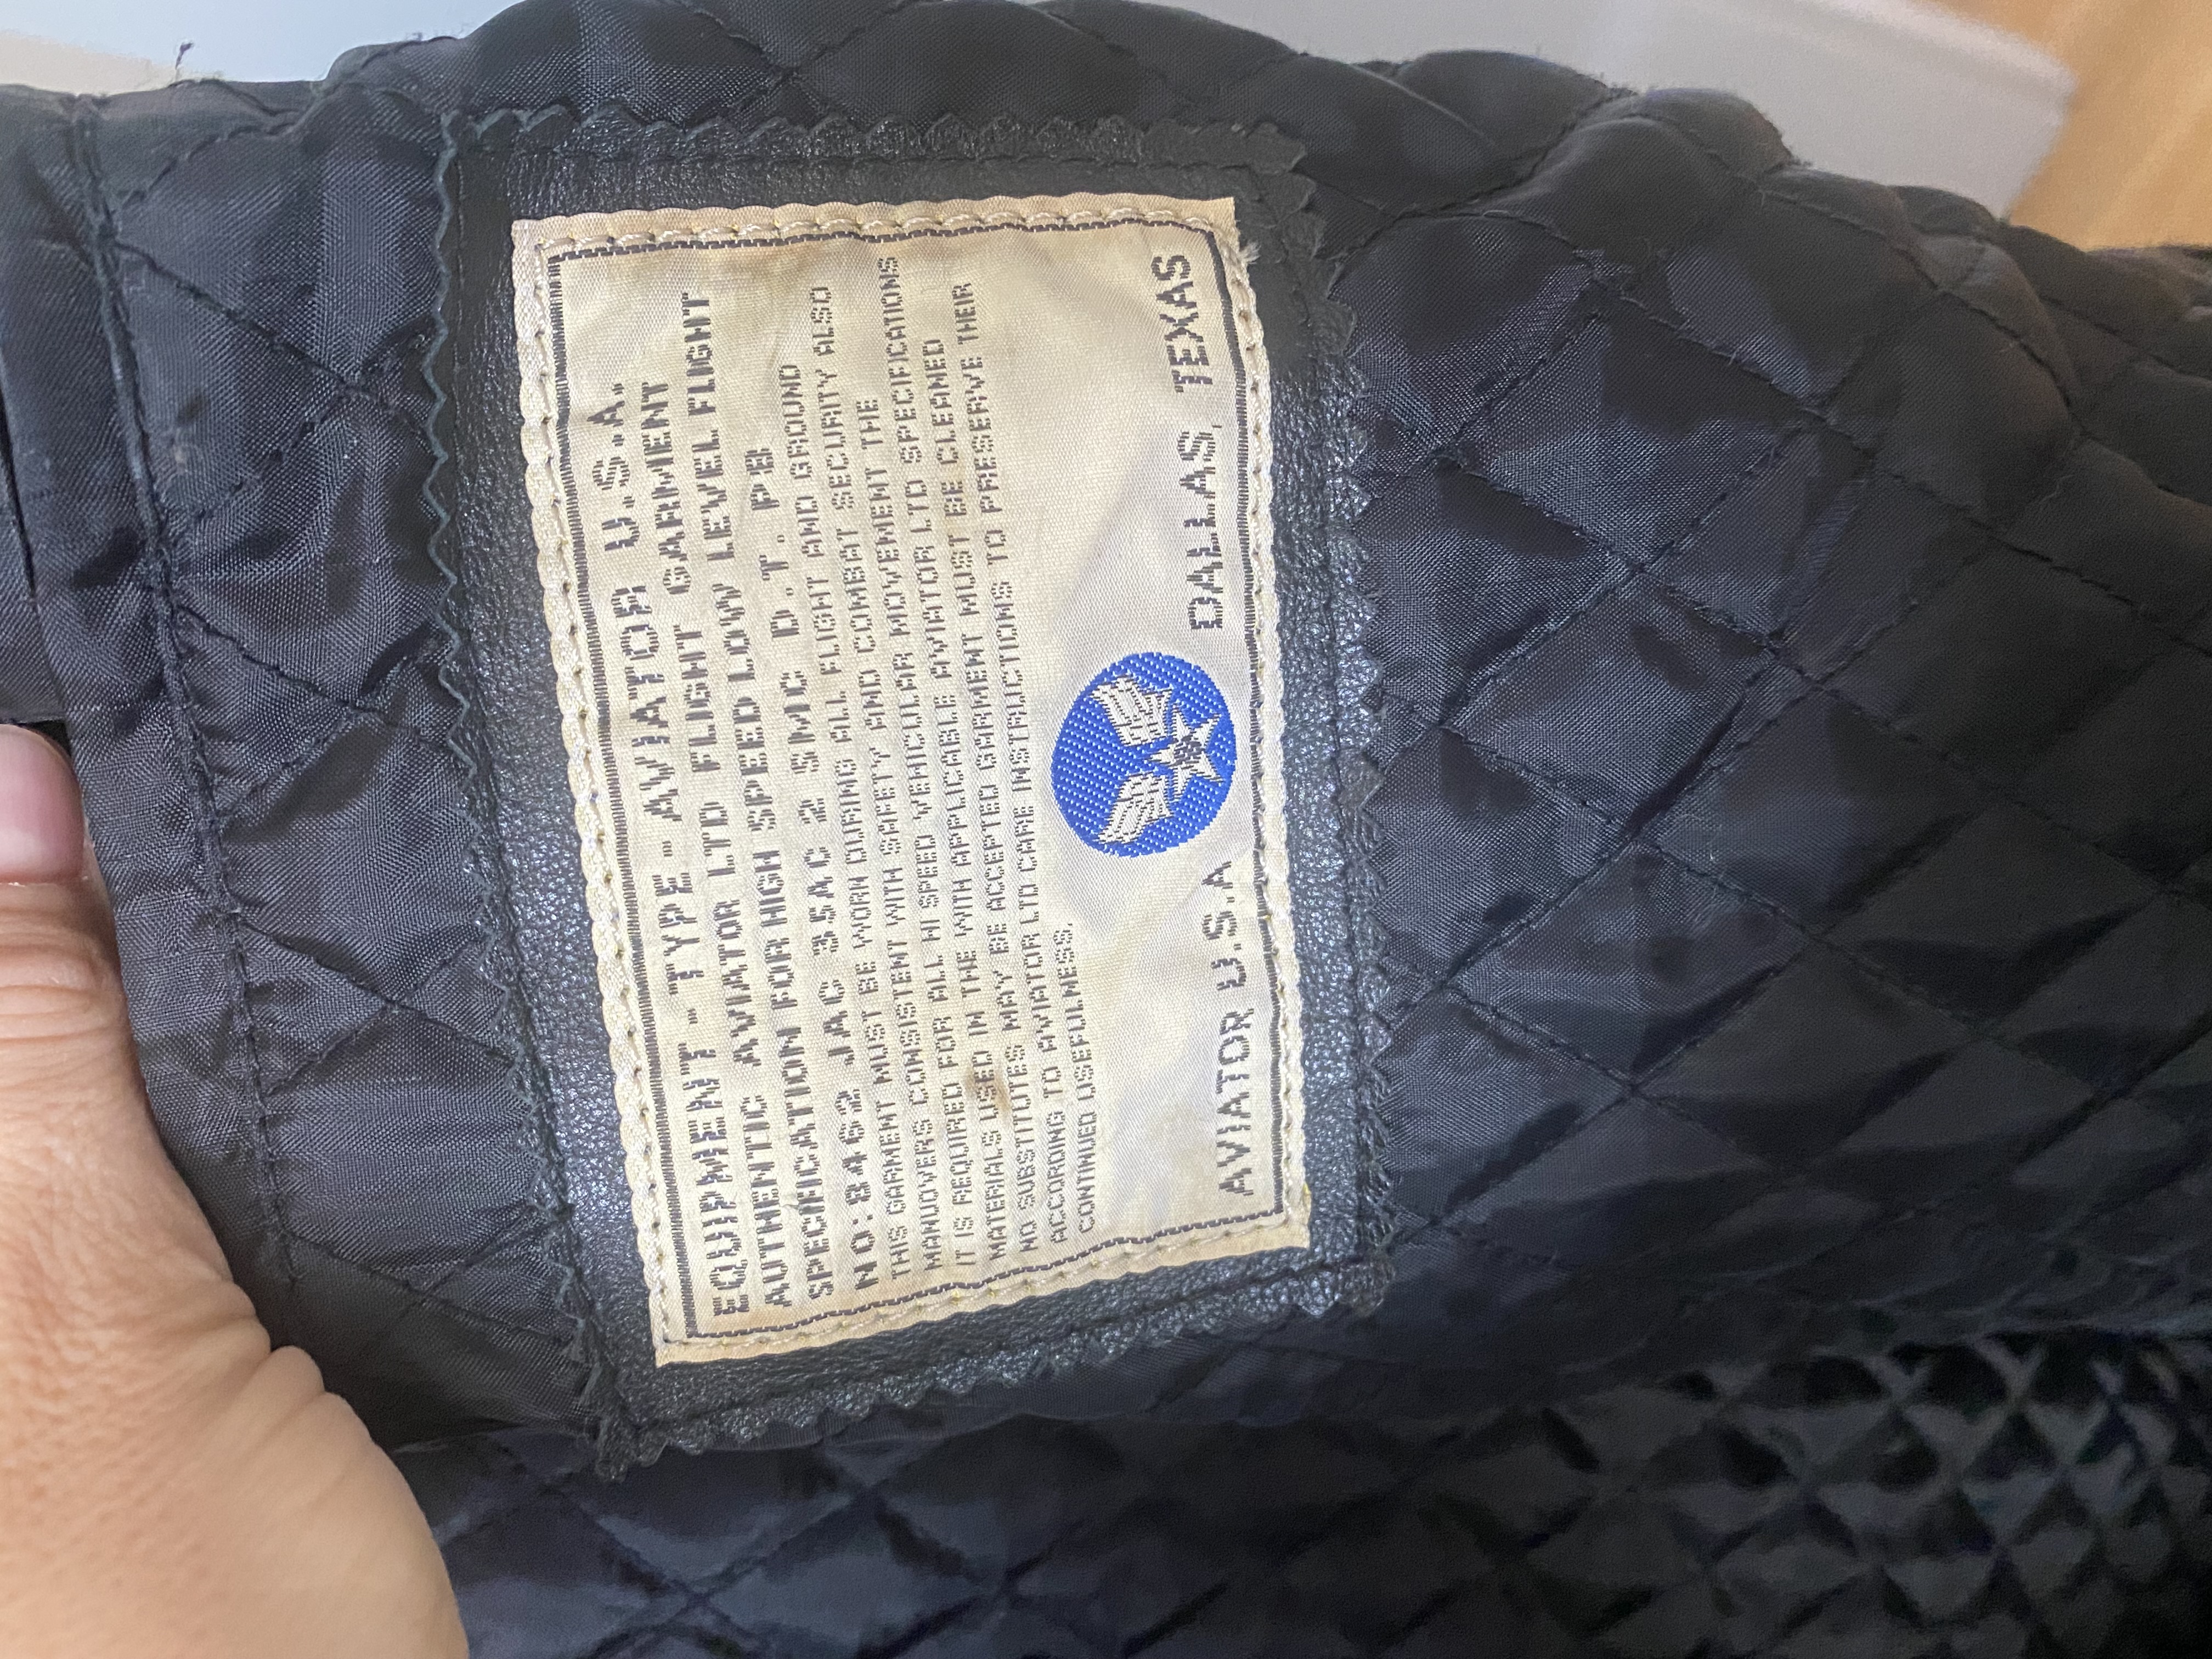 EQUIPMENT - TYPE - AVIATOR U.S.A.
AUTHENTIC AVIATOR LTD FLIGHT GARMENT
SPECIFICATION FOR HIGH SPEED LOW LEVEL FLIGHT
NO:8462 JAC 35AC 2 SMC D.T. PB
THIS GARMENT MUST BE WORN DURING ALL FLIGHT AND GROUND
MANUOVERS CONSISTENT WITH SAFETY AND COMBAT SECURITY ALSO
IT IS REQUIRED FOR ALL HI SPEED VEHICULAR MOVEMENT THE
MATERIALS USED IN THE WITH APPLICABLE AVIATOR LTD SPECIFICATIONS
NO SUBSTITUTES MAY BE ACCEPTED GARMENT MUST BE CLEANED
ACCORDING TO AVIATOR LTD CARE INSTRUCTIONS TO PRESERVE THEIR
CONTINUED USEFULNESS.
AVIATOR U.S.A DALLAS, TEXAS